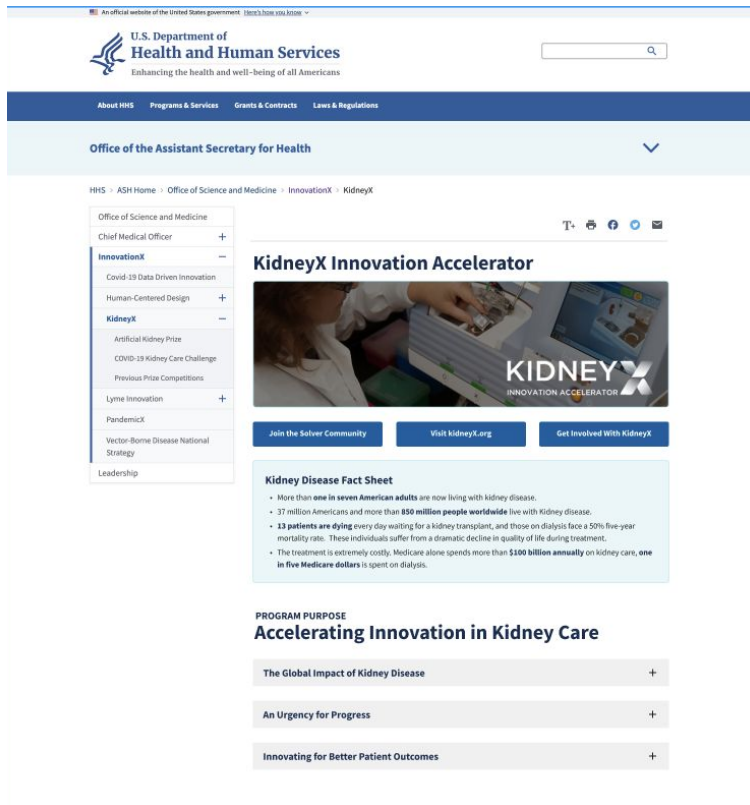 An official website of the United States government Here's how you know
U.S. Department of
Health and Human Services
Enhancing the health and well-being of all Americans
About HHS Programs & Services Grants & Contracts Laws & Regulations
Office of the Assistant Secretary for Health
HHS > ASH Home > Office of Science and Medicine > InnovationX > KidneyX
Office of Science and Medicine
Chief Medical Officer +
InnovationX −
Covid-19 Data Driven Innovation
Human-Centered Design +
KidneyX −
Artificial Kidney Prize
COVID-19 Kidney Care Challenge
Previous Prize Competitions
Lyme Innovation +
PandemicX
Vector-Borne Disease National
Strategy
Leadership
T+
KidneyX Innovation Accelerator
KIDNEYX
INNOVATION ACCELERATOR
Join the Solver Community Visit kidneyX.org Get Involved With KidneyX
Kidney Disease Fact Sheet
• More than one in seven American adults are now living with kidney disease.
• 37 million Americans and more than 850 million people worldwide live with Kidney disease.
• 13 patients are dying every day waiting for a kidney transplant, and those on dialysis face a 50% five-year
mortality rate. These individuals suffer from a dramatic decline in quality of life during treatment.
• The treatment is extremely costly. Medicare alone spends more than $100 billion annually on kidney care, one
in five Medicare dollars is spent on dialysis.
PROGRAM PURPOSE
Accelerating Innovation in Kidney Care
The Global Impact of Kidney Disease +
An Urgency for Progress +
Innovating for Better Patient Outcomes +